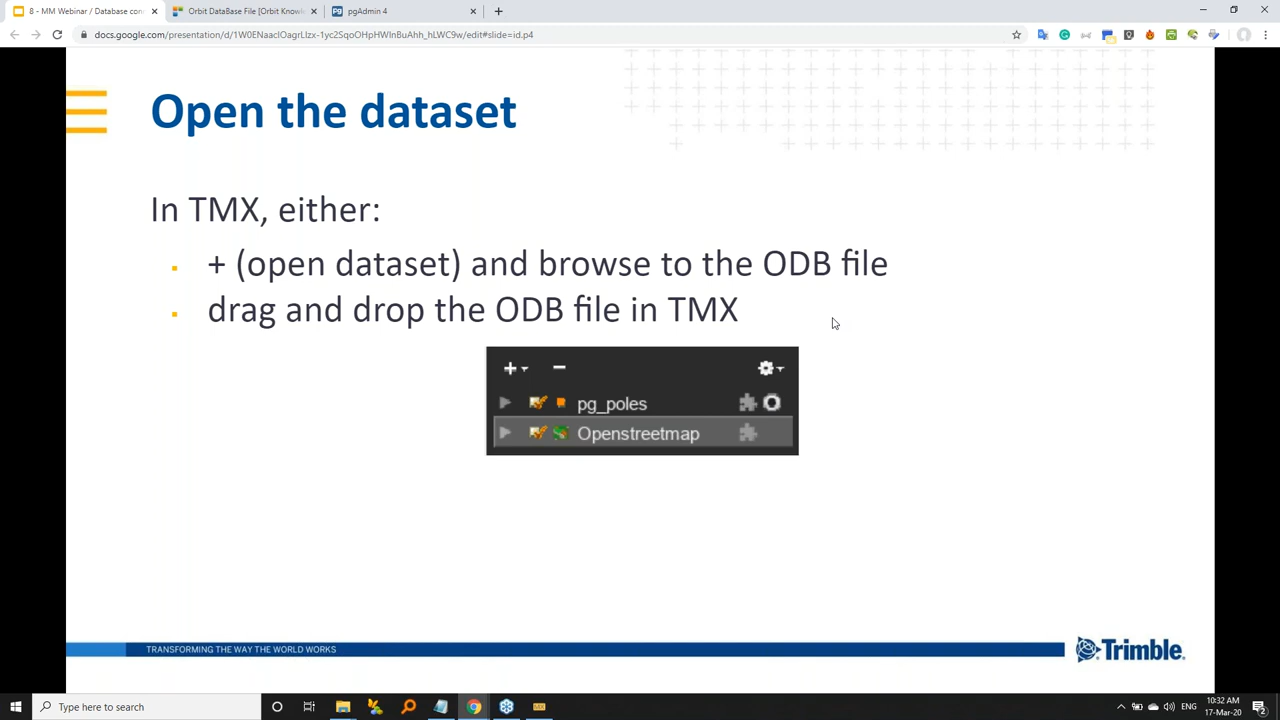 8 - MM Webinar / Database con
Orbit DataBase File [Orbit Knowl
pgAdmin 4
docs.google.com/presentation/d/1W0ENaacIOagrLIzx-1yc2SqoOHpHWInBuAhh_hLWC9w/edit#slide=id.p4
Open the dataset
In TMX, either:
+ (open dataset) and browse to the ODB file
drag and drop the ODB file in TMX
pg_poles
Openstreetmap
TRANSFORMING THE WAY THE WORLD WORKS
Trimble
Type here to search
ENG
10:32 AM
17-Mar-20
2